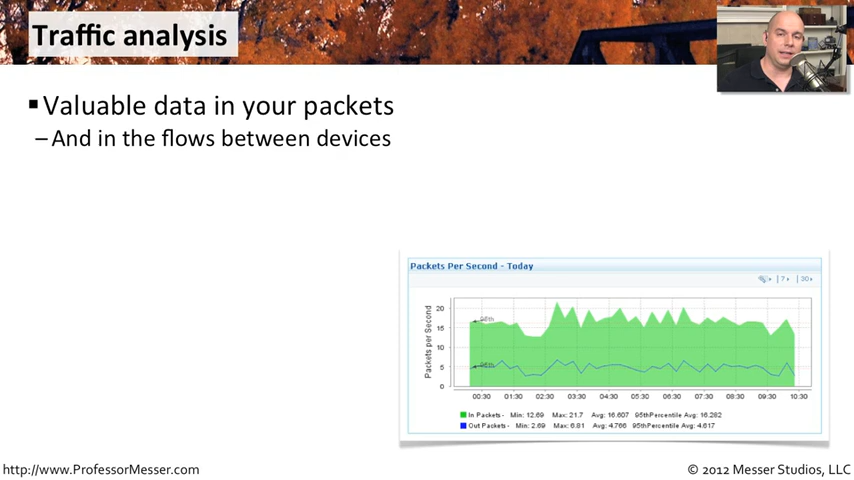 Traffic analysis
▪ Valuable data in your packets
– And in the flows between devices
Packets Per Second - Today
7
30
Packets per Second
20
15
10
5
0
95th
95th
00:30 01:30 02:30 03:30 04:30 05:30 06:30 07:30 08:30 09:30 10:30
In Packets - Min: 12.69 Max: 21.7 Avg: 16.607 95thPercentile Avg: 16.282
Out Packets - Min: 2.69 Max: 6.81 Avg: 4.766 95thPercentile Avg: 4.617
http://www.ProfessorMesser.com
© 2012 Messer Studios, LLC